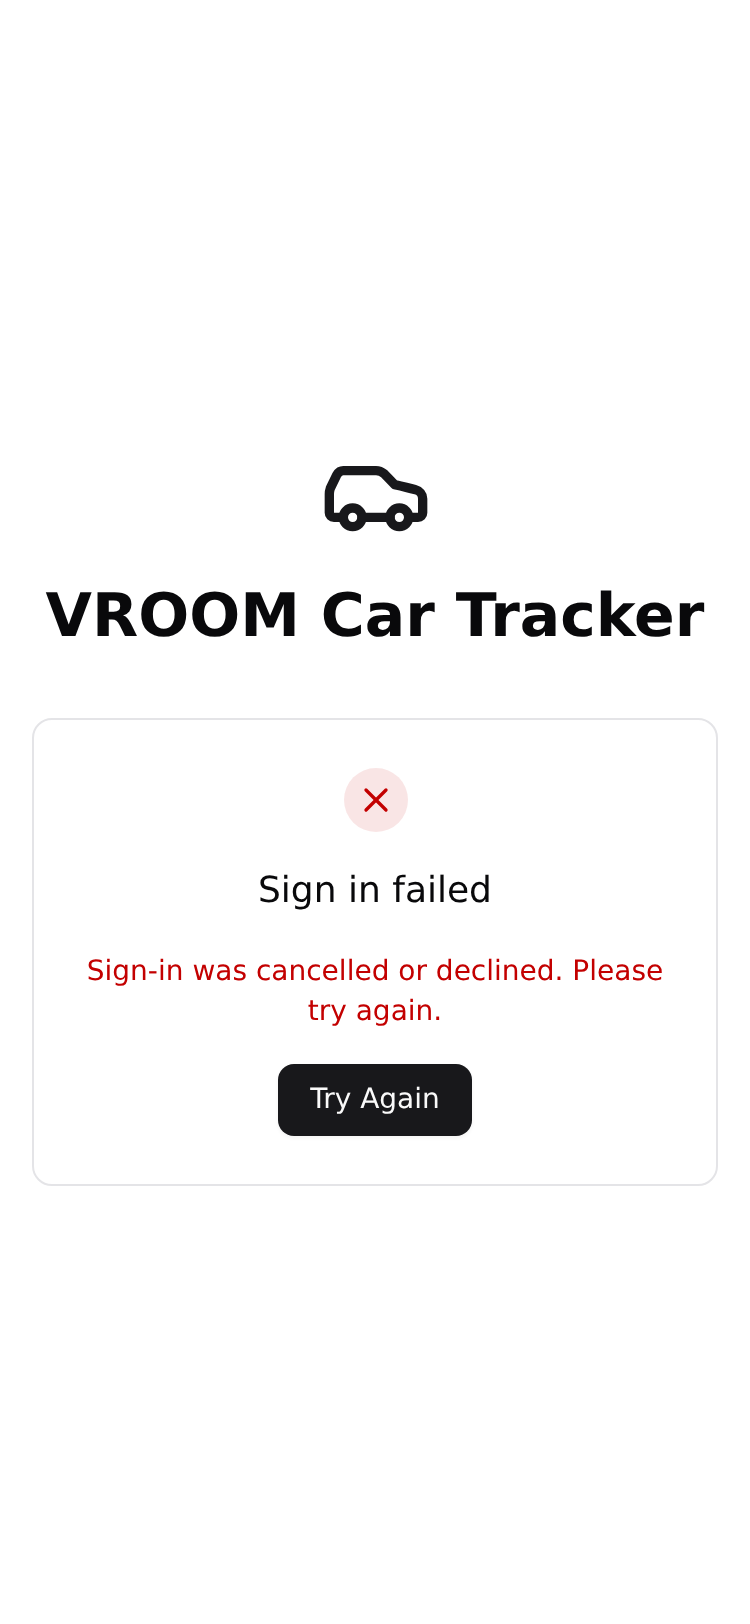 VROOM Car Tracker
Sign in failed
Sign-in was cancelled or declined. Please
try again.
Try Again